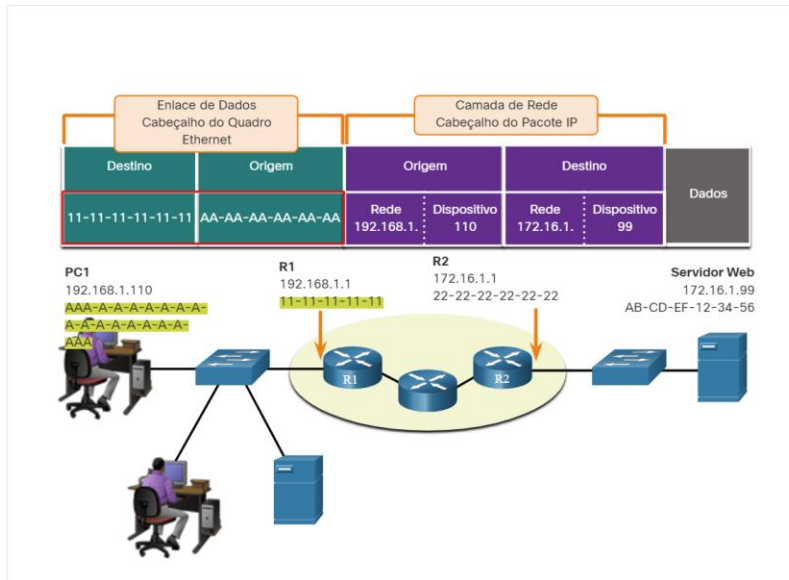 Enlace de Dados
Cabeçalho do Quadro
Ethernet
Camada de Rede
Cabeçalho do Pacote IP
Destino
Origem
Origem
Destino
Dados
11-11-11-11-11-11
AA-AA-AA-AA-AA-AA
Rede
192.168.1.
Dispositivo
110
Rede
172.16.1.
Dispositivo
99
PC1
192.168.1.110
AAA-A-A-A-A-A-A-A-
A-A-A-A-A-A-A-A-
AAA
R1
192.168.1.1
11-11-11-11-11
R2
172.16.1.1
22-22-22-22-22-22
Servidor Web
172.16.1.99
AB-CD-EF-12-34-56
R1
R2